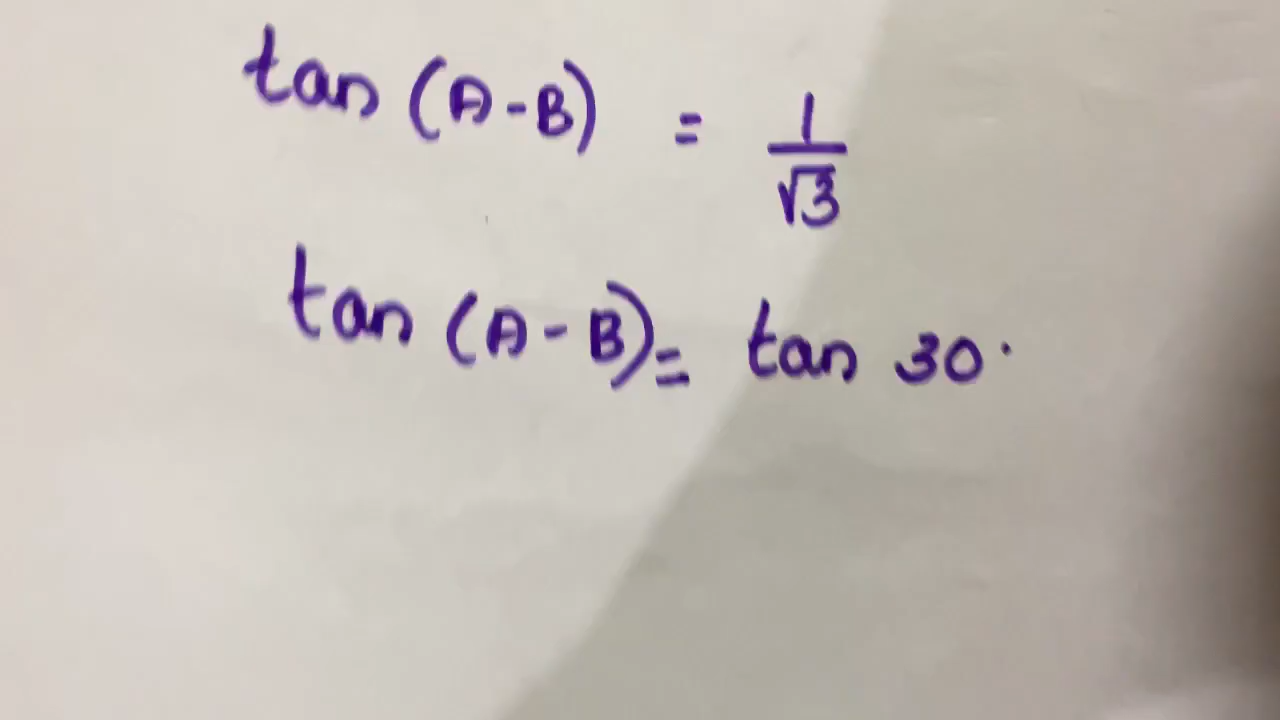 tan (A-B) = 1/√3
tan (A-B) = tan 30°